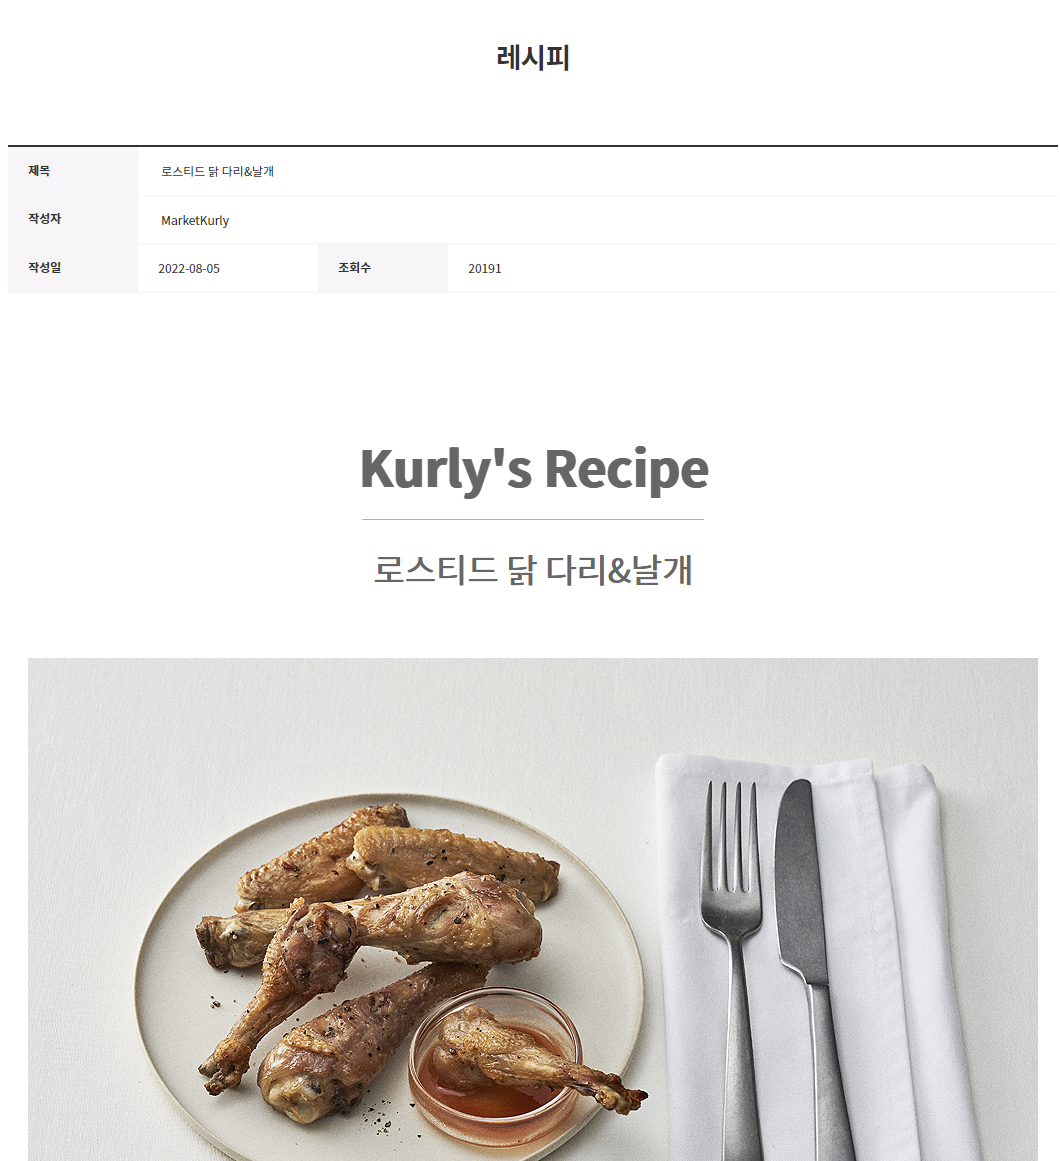 레시피
제목 로스티드 닭 다리&날개
작성자 MarketKurly
작성일 2022-08-05 조회수 20191
Kurly's Recipe
로스티드 닭 다리&날개